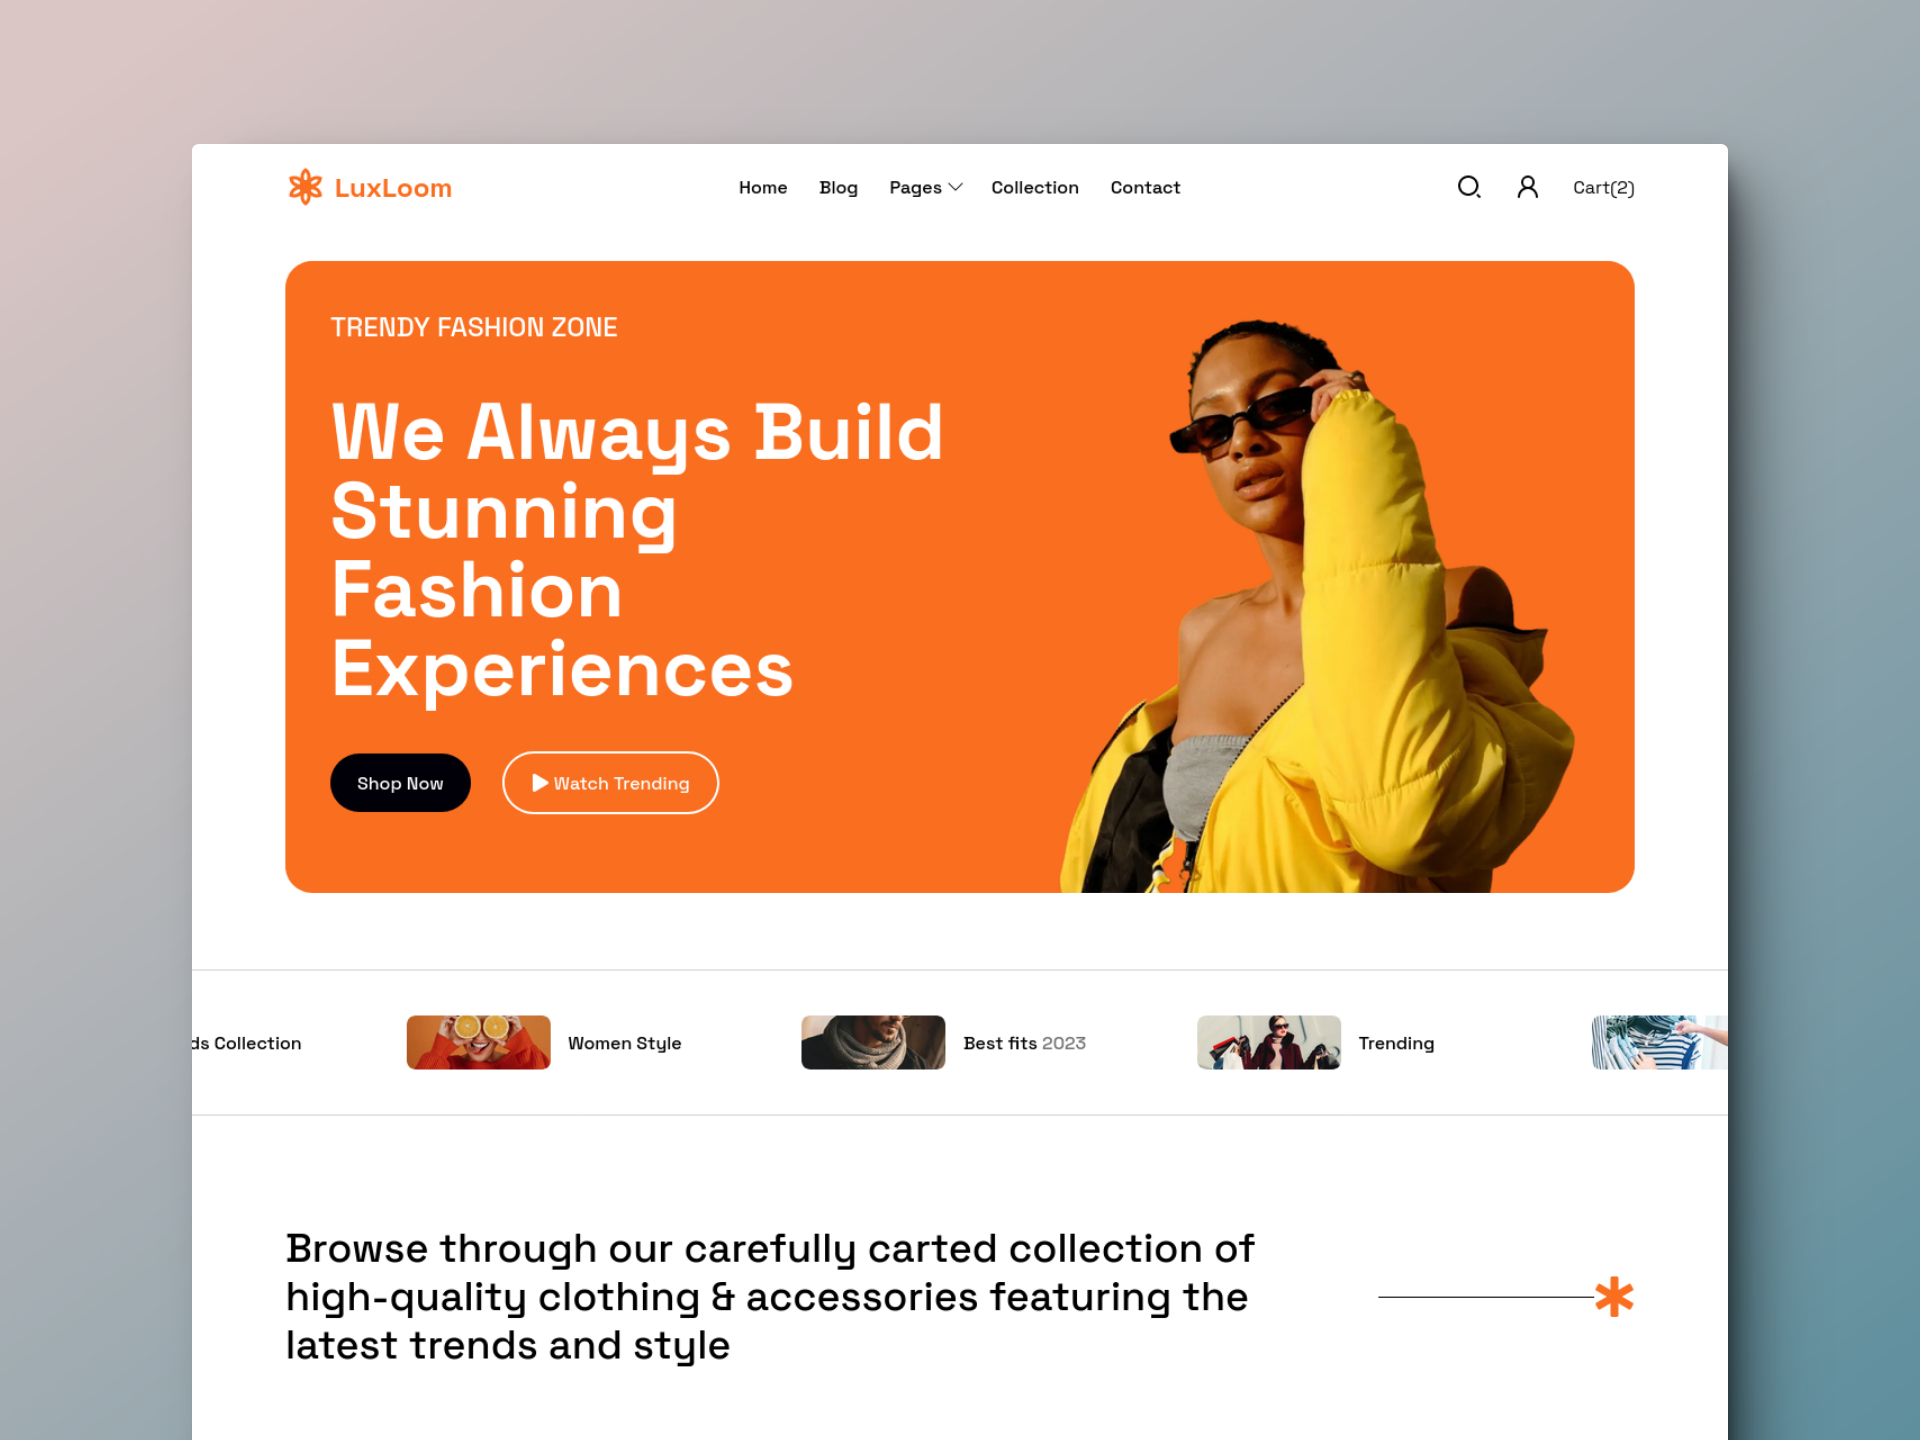 LuxLoom
Home Blog Pages Collection Contact
Cart(2)
TRENDY FASHION ZONE
We Always Build
Stunning
Fashion
Experiences
Shop Now
Watch Trending
ds Collection
Women Style
Best fits 2023
Trending
Browse through our carefully carted collection of
high-quality clothing & accessories featuring the
latest trends and style